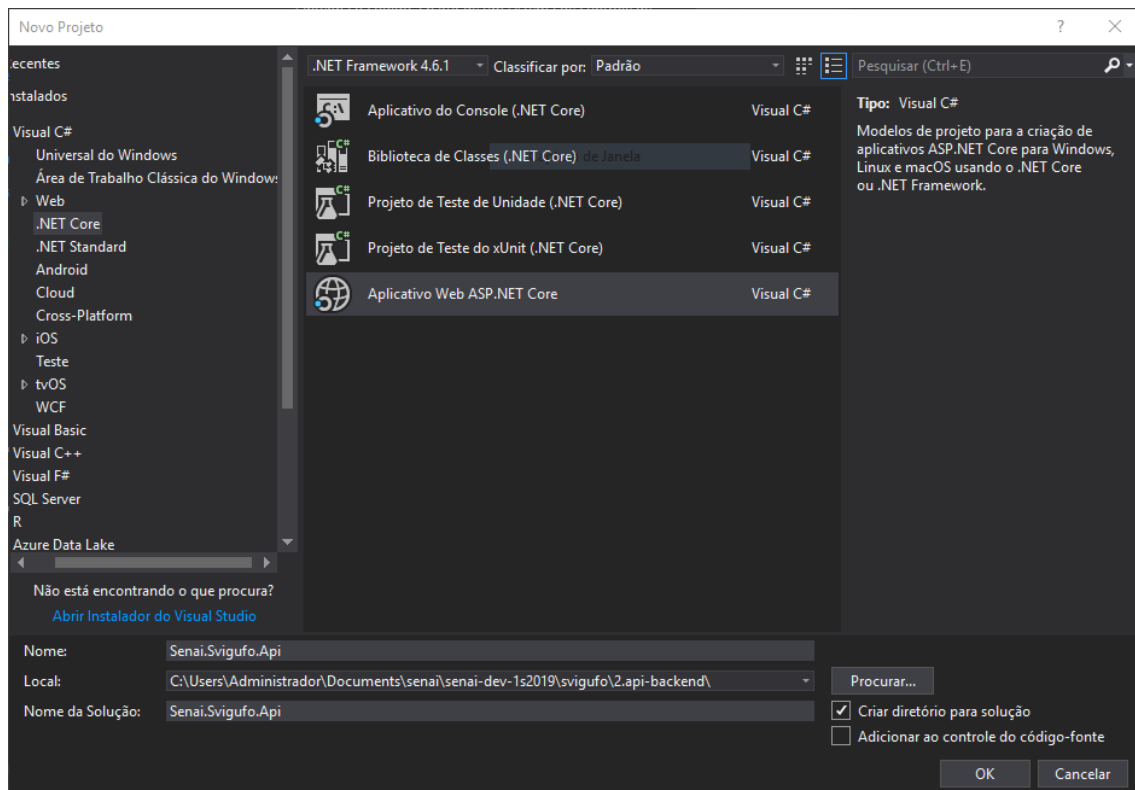 Novo Projeto
ecentes
nstalados
Visual C#
Universal do Windows
Área de Trabalho Clássica do Windows
Web
.NET Core
.NET Standard
Android
Cloud
Cross-Platform
iOS
Teste
tvOS
WCF
Visual Basic
Visual C++
Visual F#
SQL Server
R
Azure Data Lake
Não está encontrando o que procura?
Abrir Instalador do Visual Studio
.NET Framework 4.6.1 Classificar por: Padrão
Aplicativo do Console (.NET Core) Visual C#
Biblioteca de Classes (.NET Core) de Janela Visual C#
Projeto de Teste de Unidade (.NET Core) Visual C#
Projeto de Teste do xUnit (.NET Core) Visual C#
Aplicativo Web ASP.NET Core Visual C#
Pesquisar (Ctrl+E)
Tipo: Visual C#
Modelos de projeto para a criação de
aplicativos ASP.NET Core para Windows,
Linux e macOS usando o .NET Core
ou .NET Framework.
Nome: Senai.Svigufo.Api
Local: C:\Users\Administrador\Documents\senai\senai-dev-1s2019\svigufo\2.api-backend\ Procurar...
Nome da Solução: Senai.Svigufo.Api
Criar diretório para solução
Adicionar ao controle do código-fonte
OK Cancelar